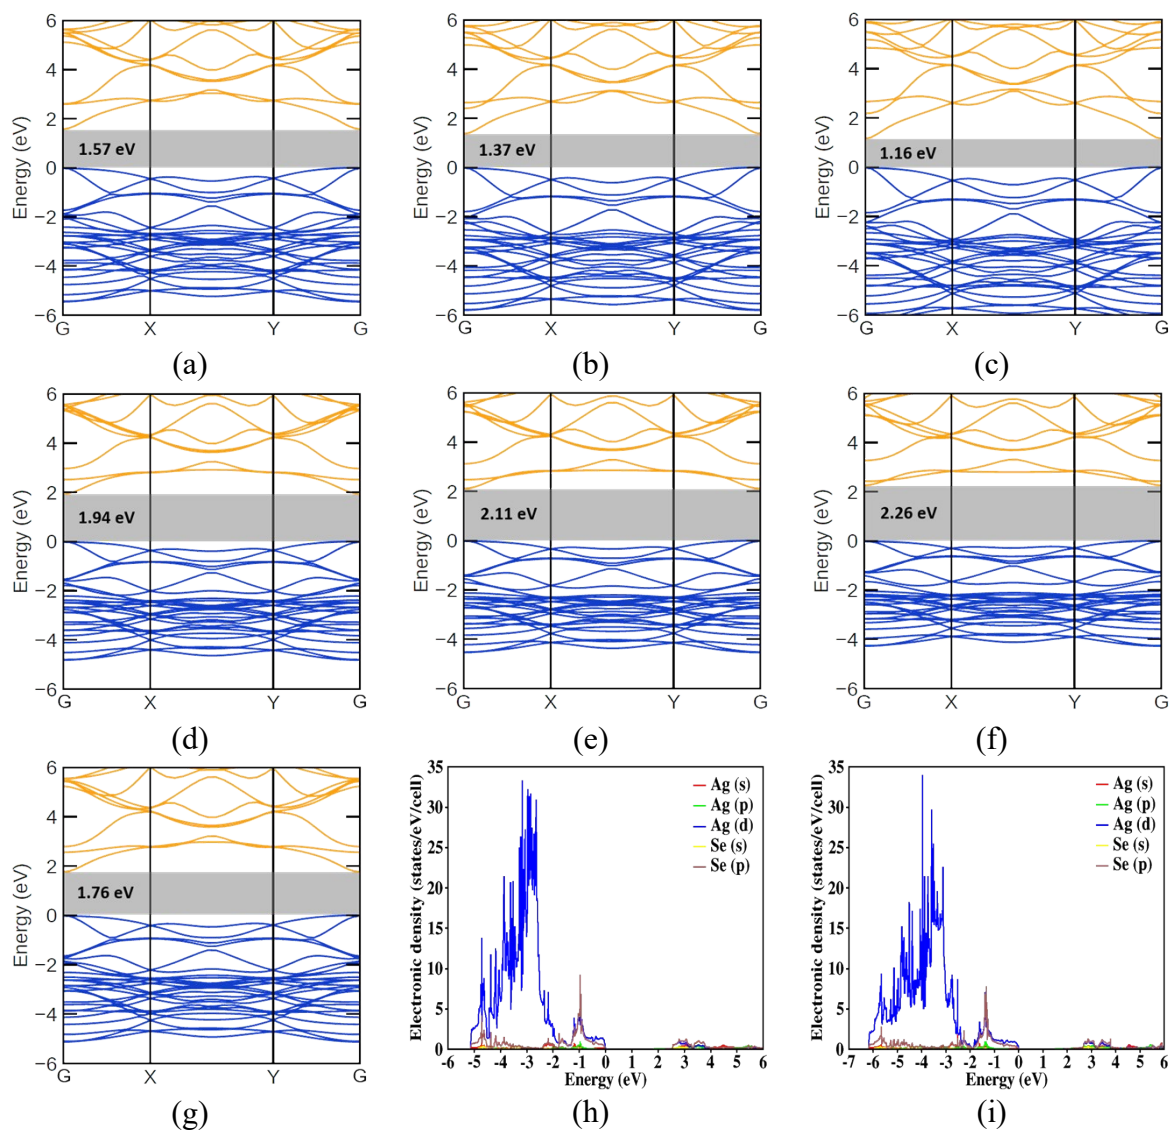 6 6 6
4 4 4
2 2 2
1.57 eV 1.37 eV 1.16 eV
0 0 0
−2 −2 −2
−4 −4 −4
−6 −6 −6
Energy (eV) Energy (eV) Energy (eV)
G X Y G G X Y G G X Y G
(a) (b) (c)
6 6 6
4 4 4
2 2 2
1.94 eV 2.11 eV 2.26 eV
0 0 0
−2 −2 −2
−4 −4 −4
−6 −6 −6
Energy (eV) Energy (eV) Energy (eV)
G X Y G G X Y G G X Y G
(d) (e) (f)
6
4
2
1.76 eV
0
−2
−4
−6
Energy (eV)
G X Y G
(g)
35
30
25
20
15
10
5
0
Electronic density (states/eV/cell)
Ag (s)
Ag (p)
Ag (d)
Se (s)
Se (p)
-6 -5 -4 -3 -2 -1 0 1 2 3 4 5 6
Energy (eV)
(h)
35
30
25
20
15
10
5
0
Electronic density (states/eV/cell)
Ag (s)
Ag (p)
Ag (d)
Se (s)
Se (p)
-7 -6 -5 -4 -3 -2 -1 0 1 2 3 4 5 6
Energy (eV)
(i)